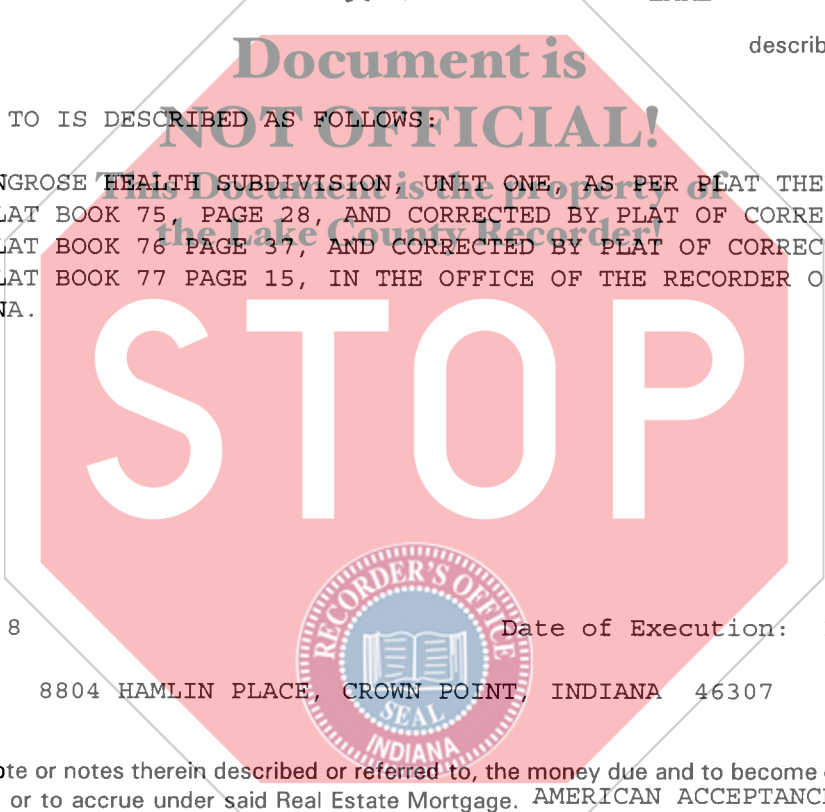 describ
Document is
TO IS DESCRIBED AS FOLLOWS:
NOT OFFICIAL!
NGROSE HEALTH SUBDIVISION, UNIT ONE, AS PER PLAT THE
This Document is the property of
LAT BOOK 75, PAGE 28, AND CORRECTED BY PLAT OF CORRE
the Lake County Recorder!
LAT BOOK 76 PAGE 37, AND CORRECTED BY PLAT OF CORREC
LAT BOOK 77 PAGE 15, IN THE OFFICE OF THE RECORDER O
NA.
STOP
RECORDER'S OFFICE
8 Date of Execution:
8804 HAMLIN PLACE, CROWN POINT, INDIANA 46307
SEAL
INDIANA
ote or notes therein described or referred to, the money due and to become
or to accrue under said Real Estate Mortgage. AMERICAN ACCEPTANC